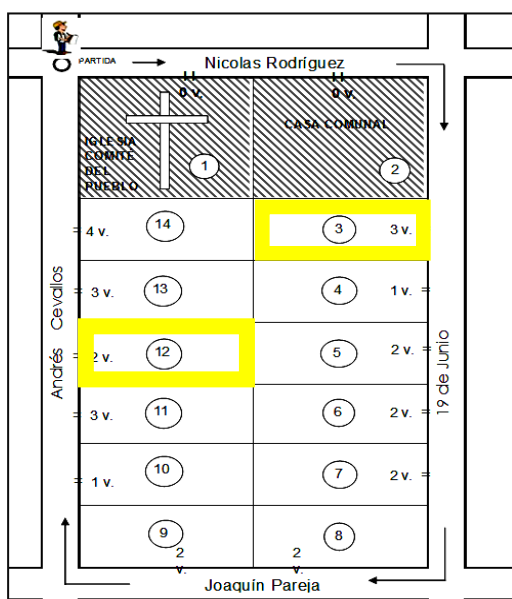 PARTIDA
Nicolas Rodríguez
0 v.
0 v.
IGLESIA
COMITÉ
DEL
PUEBLO
1
CASA COMUNAL
2
4 v.
14
3
3 v.
3 v.
13
4
1 v.
2 v.
12
5
2 v.
3 v.
11
6
2 v.
1 v.
10
7
2 v.
9
2
v.
8
2
v.
Andrés Cevallos
19 de Junio
Joaquín Pareja